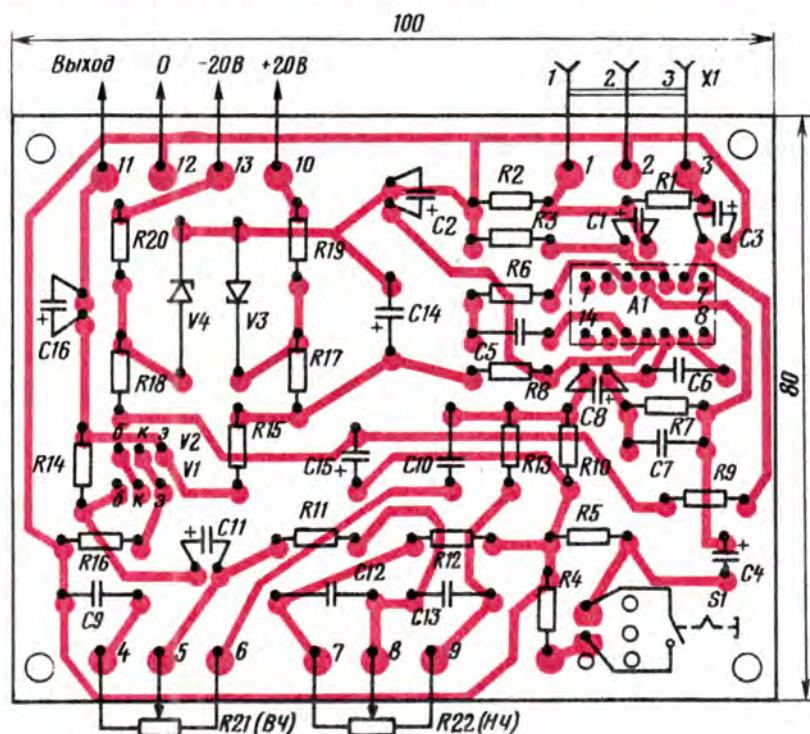 100
Выход 0 -20В +20В 1 2 3 X1
11 12 13 10 1 2 3
R2 R1
R20 R19 C2 R3 C1 C3
R6 1 7
V4 V3 C14 A1
14 8
C16 C5
R18 R17 R8 C8 C6
R7
б к э V2 R15
R14 V1 C15 C10 R13 R10 C7 R9
б к э
C11 R11 R5
R16 R12 C4
C12 R4 S1
C9 C13
4 5 6 7 8 9
R21(ВЧ) R22(НЧ)
80